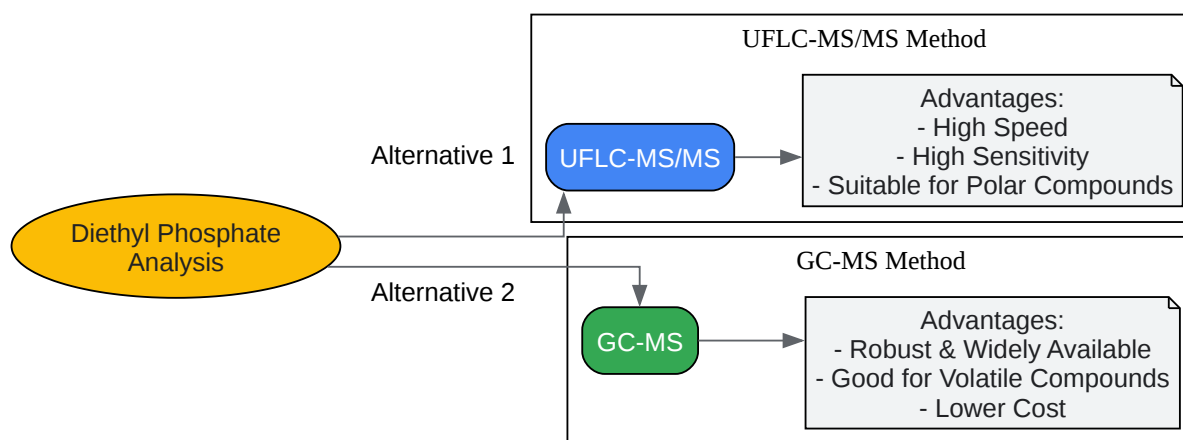 UFLC-MS/MS Method
Advantages:
- High Speed
- High Sensitivity
- Suitable for Polar Compounds
UFLC-MS/MS
Alternative 1
Diethyl Phosphate
Analysis
Alternative 2
GC-MS Method
GC-MS
Advantages:
- Robust & Widely Available
- Good for Volatile Compounds
- Lower Cost